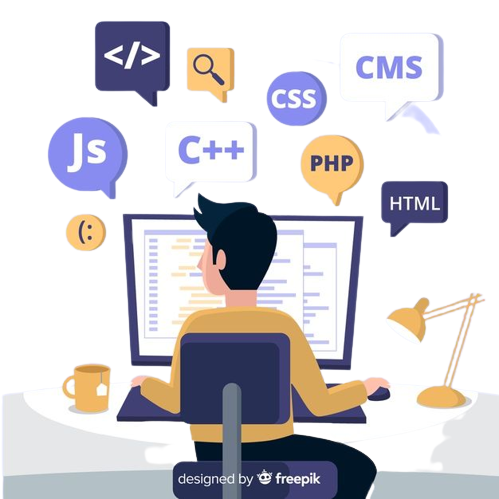 </>
CMS
CSS
Js
C++
PHP
HTML
(:
designed by freepik